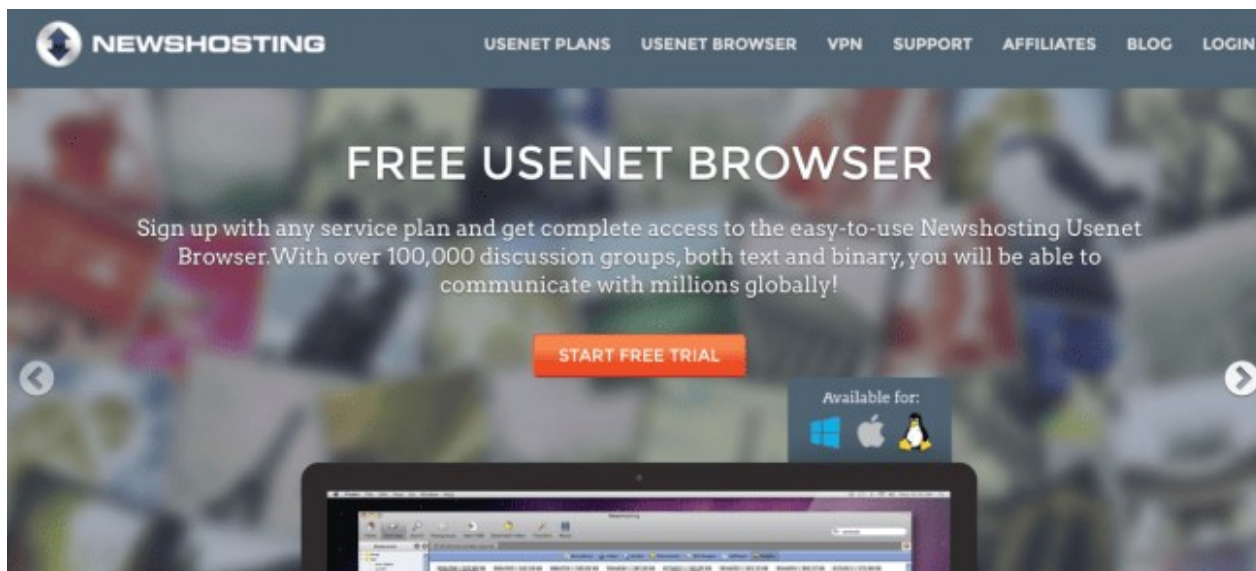 NEWSHOSTING
USENET PLANS USENET BROWSER VPN SUPPORT AFFILIATES BLOG LOGIN
FREE USENET BROWSER
Sign up with any service plan and get complete access to the easy-to-use Newshosting Usenet
Browser.With over 100,000 discussion groups,both text and binary,you will be able to
communicate with millions globally!
START FREE TRIAL
Available for:
Newshosting